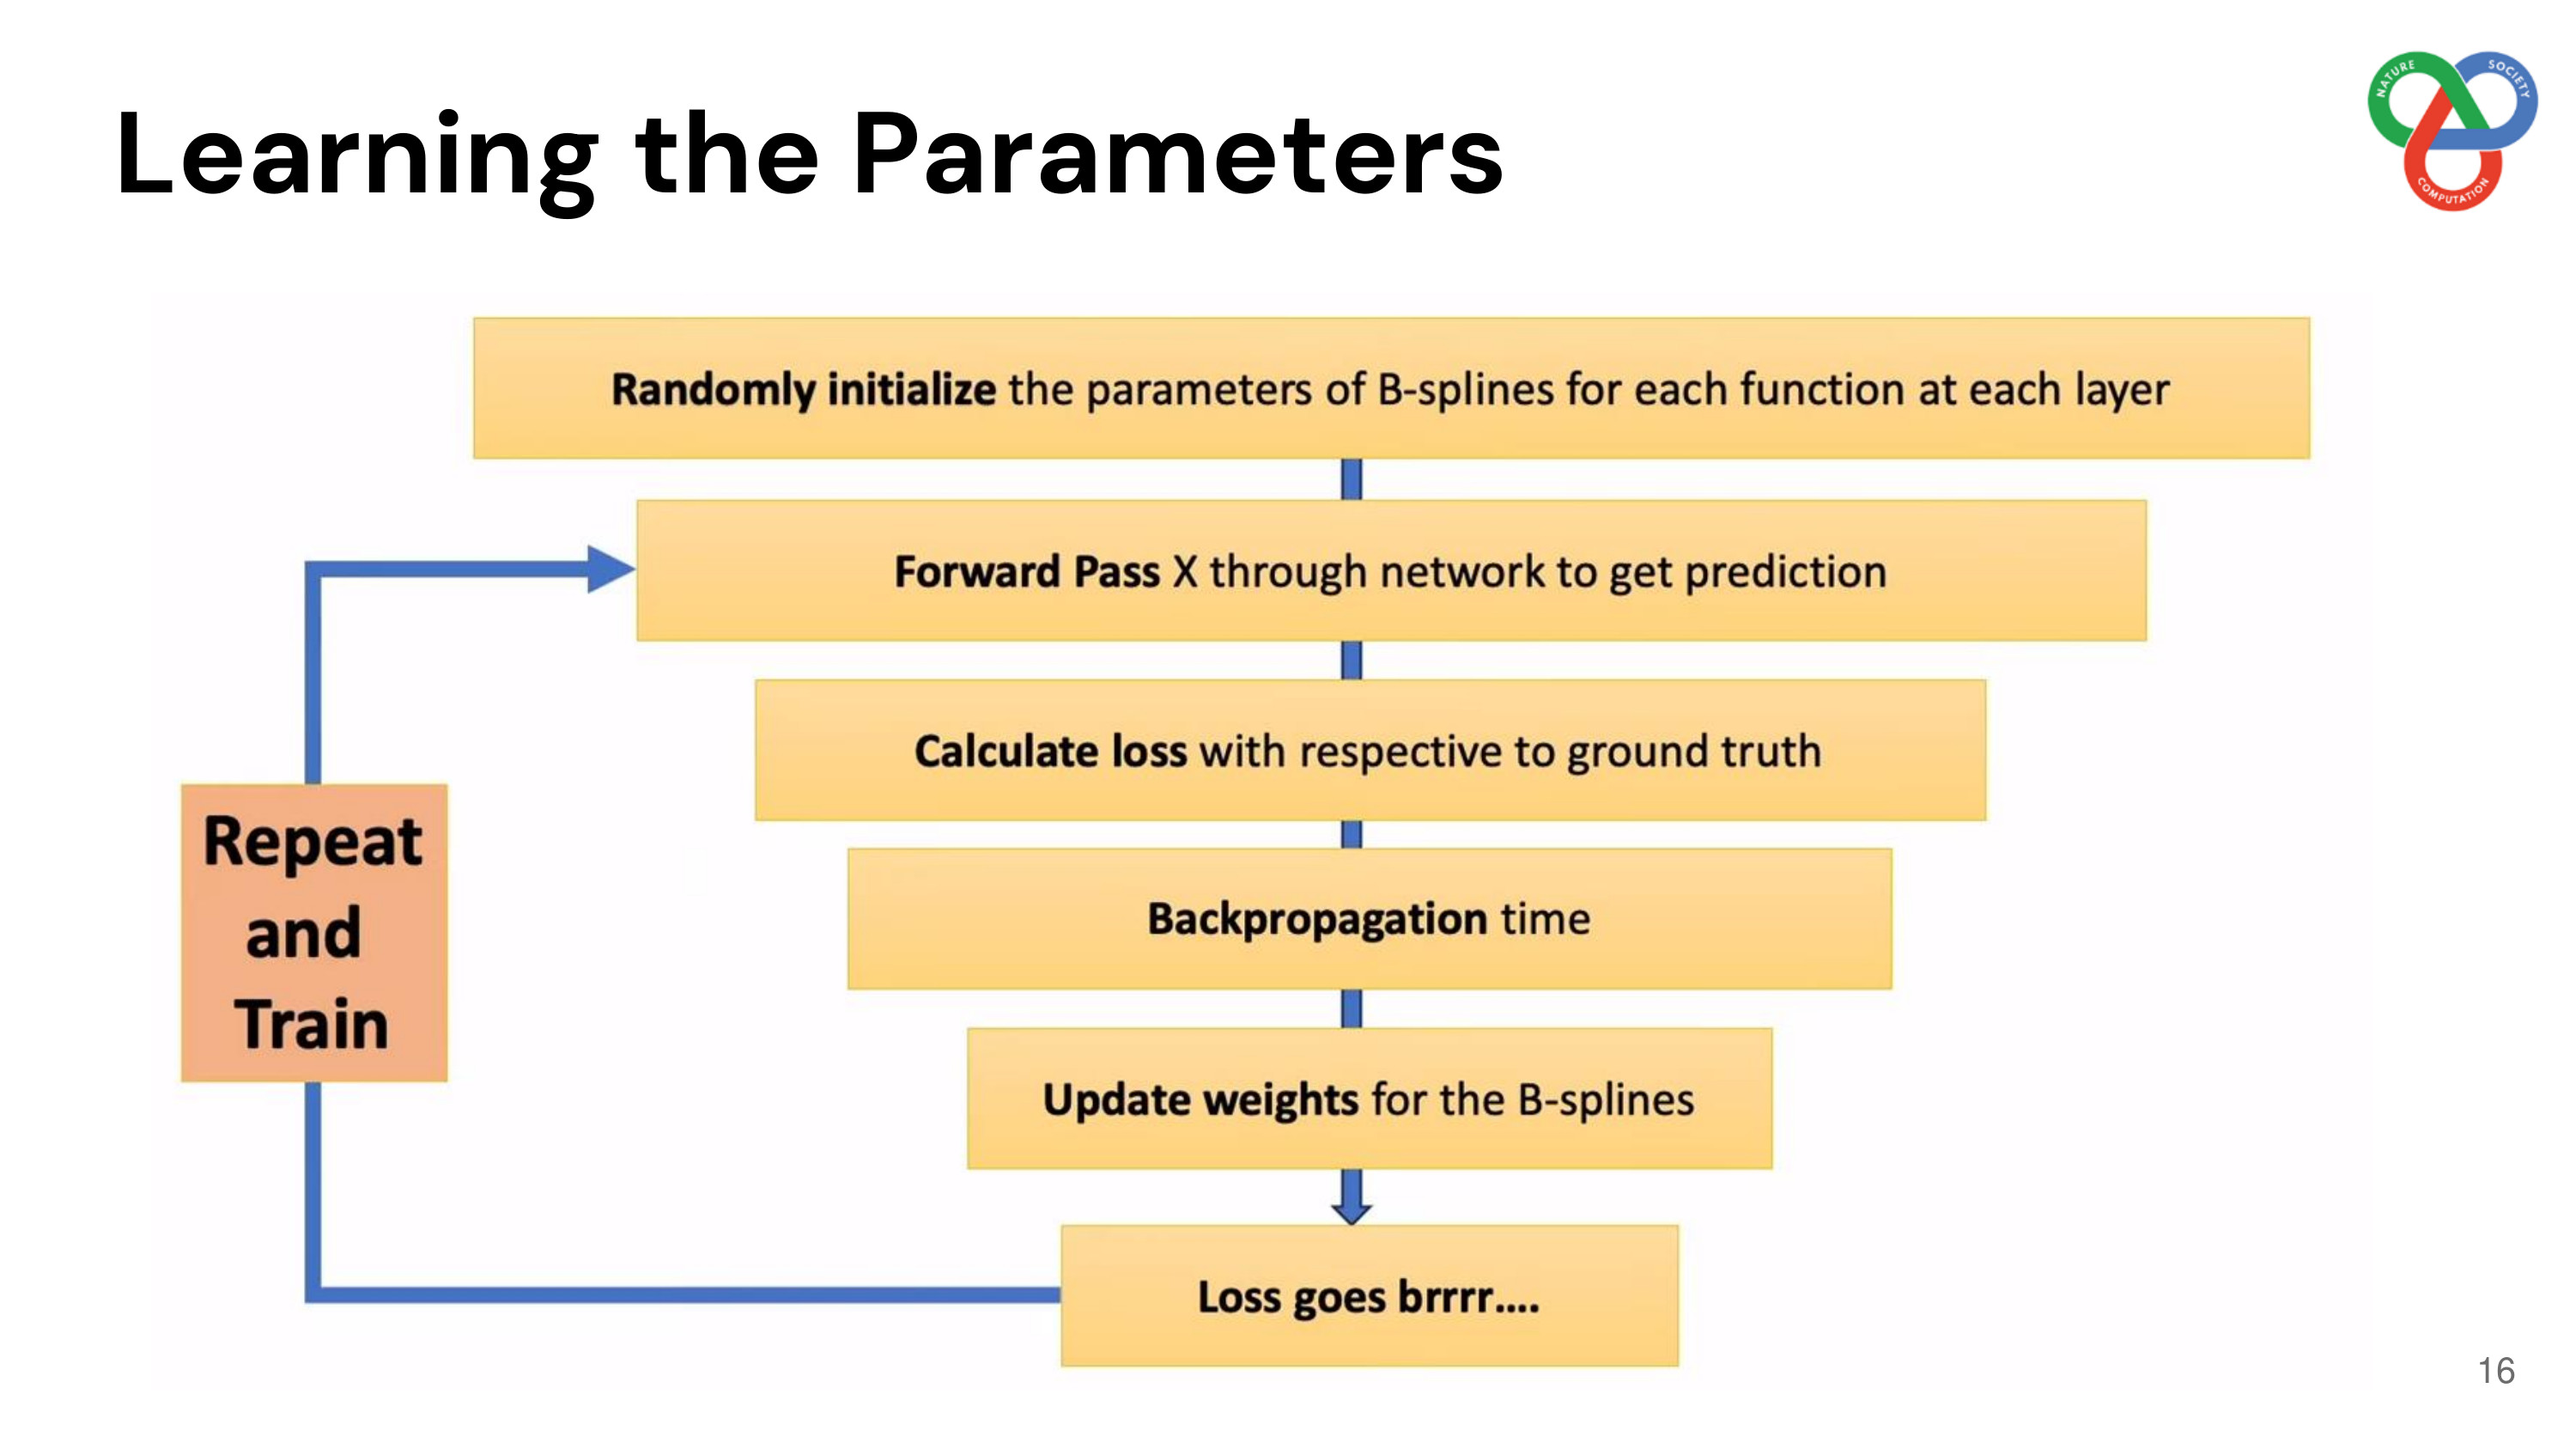 Learning the Parameters
NATURE
SOCIETY
COMPUTATION
Randomly initialize the parameters of B-splines for each function at each layer
Forward Pass X through network to get prediction
Calculate loss with respective to ground truth
Backpropagation time
Update weights for the B-splines
Loss goes brrrr....
Repeat
and
Train
16